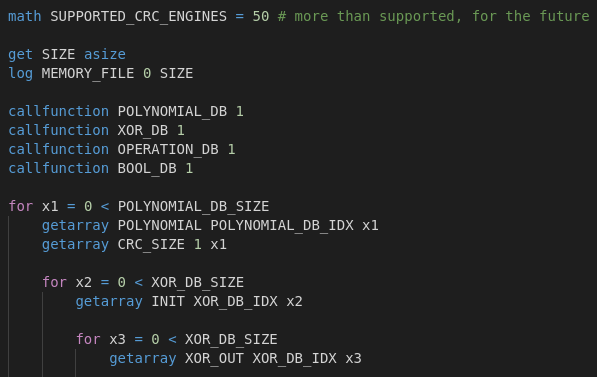 math SUPPORTED_CRC_ENGINES = 50 # more than supported, for the future
get SIZE asize
log MEMORY_FILE 0 SIZE
callfunction POLYNOMIAL_DB 1
callfunction XOR_DB 1
callfunction OPERATION_DB 1
callfunction BOOL_DB 1
for x1 = 0 < POLYNOMIAL_DB_SIZE
    getarray POLYNOMIAL POLYNOMIAL_DB_IDX x1
    getarray CRC_SIZE 1 x1
    for x2 = 0 < XOR_DB_SIZE
        getarray INIT XOR_DB_IDX x2
        for x3 = 0 < XOR_DB_SIZE
            getarray XOR_OUT XOR_DB_IDX x3